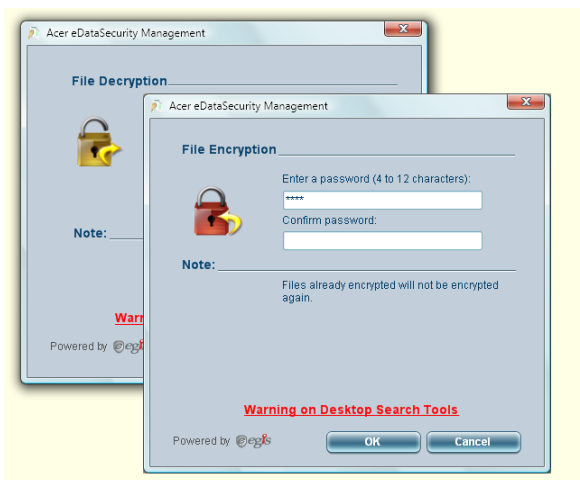 Acer eDataSecurity Management
File Decryption
Note:
Warn
Powered by egi
Acer eDataSecurity Management
File Encryption
Enter a password (4 to 12 characters):
****
Confirm password:
Note:
Files already encrypted will not be encrypted
again.
Warning on Desktop Search Tools
Powered by egis
OK
Cancel